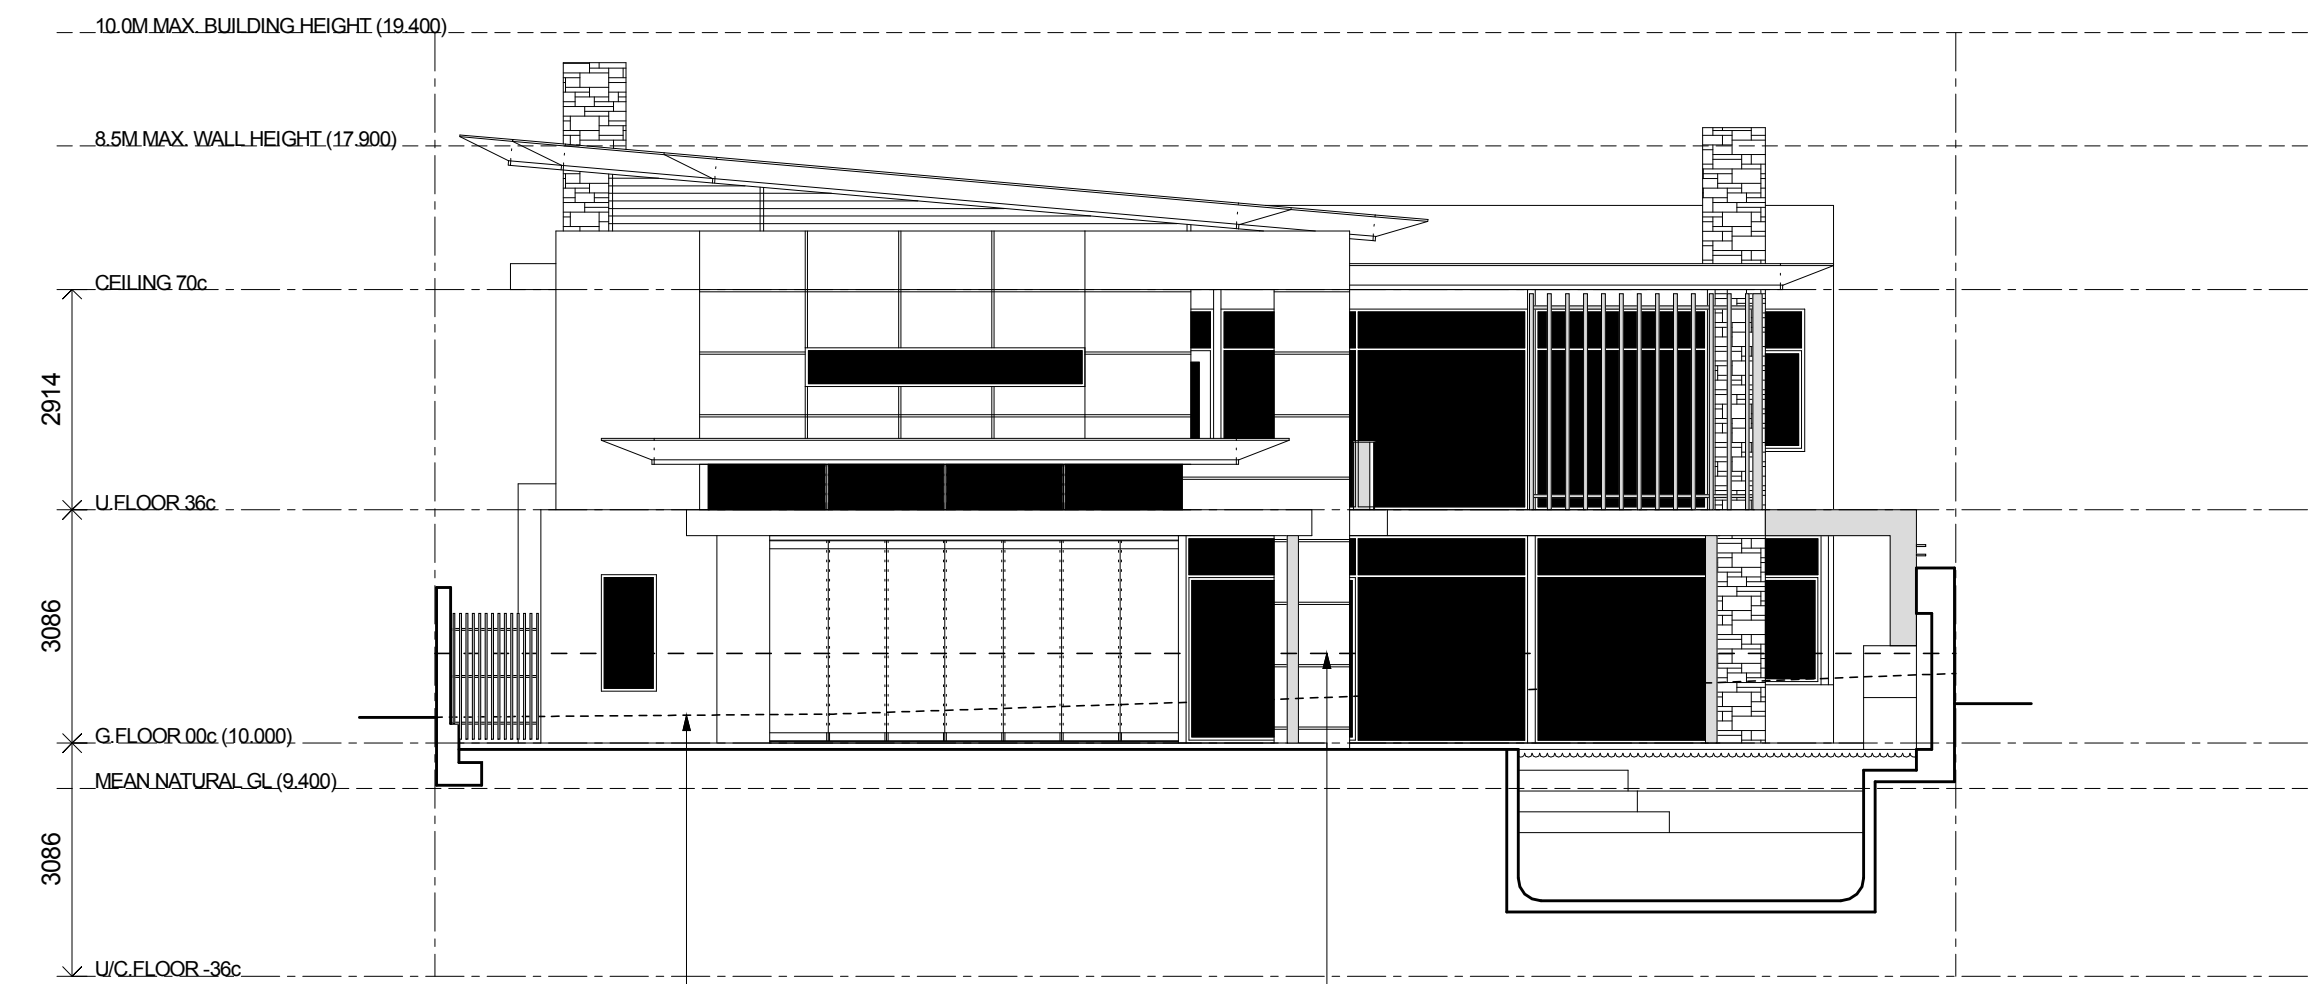 10.0M MAX. BUILDING HEIGHT (19.400)
8.5M MAX. WALL HEIGHT (17.900)
CEILING 70c
2914
U.FLOOR 36c
3086
G.FLOOR 00c (10.000)
MEAN NATURAL GL (9.400)
3086
U/C.FLOOR -36c